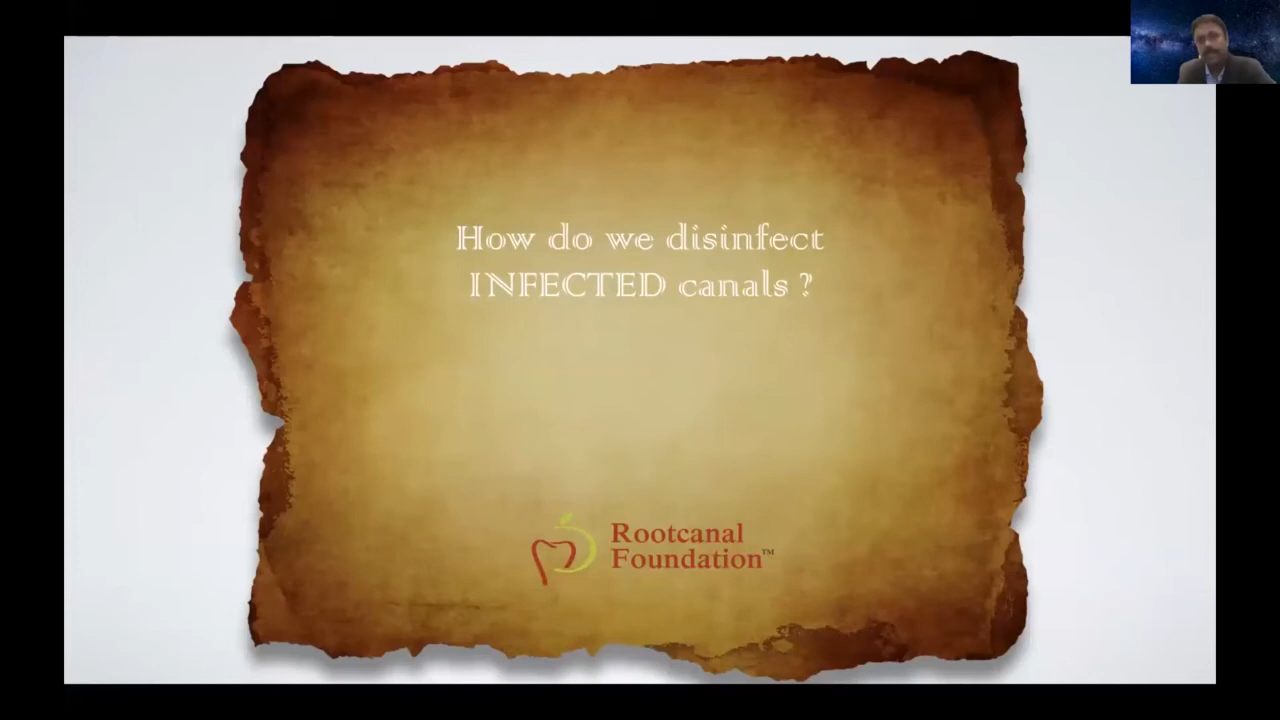 How do we disinfect
INFECTED canals ?
Rootcanal
Foundation™